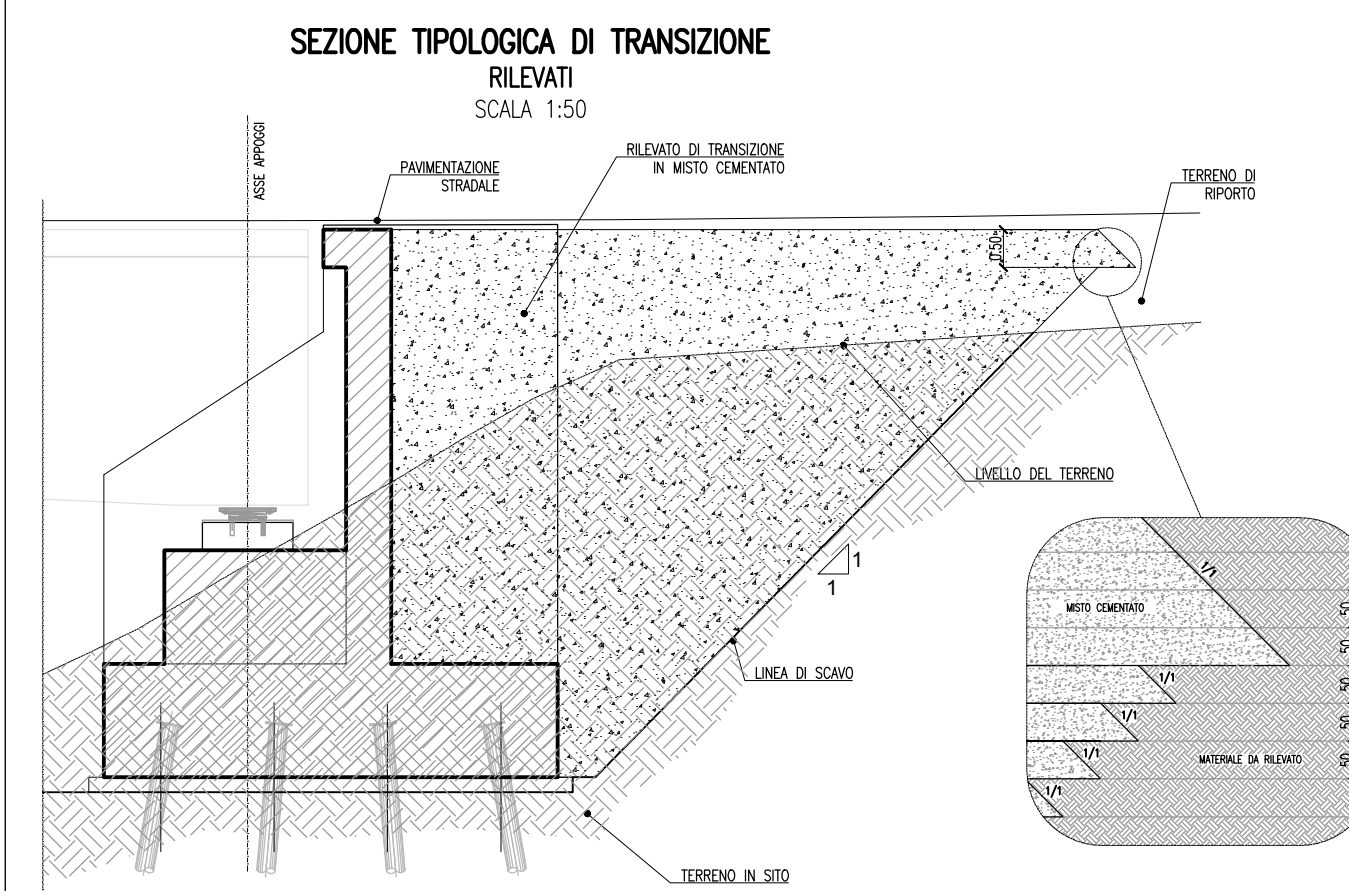 SEZIONE TIPOLOGICA DI TRANSIZIONE
RILEVATI
SCALA 1:50
ASSE APPOGGI
PAVIMENTAZIONE
STRADALE
RILEVATO DI TRANSIZIONE
IN MISTO CEMENTATO
TERRENO DI
RIPORTO
0.50
LIVELLO DEL TERRENO
1
1
LINEA DI SCAVO
TERRENO IN SITO
1/1
MISTO CEMENTATO
50
50
1/1
50
1/1
50
1/1
MATERIALE DA RILEVATO
50
1/1